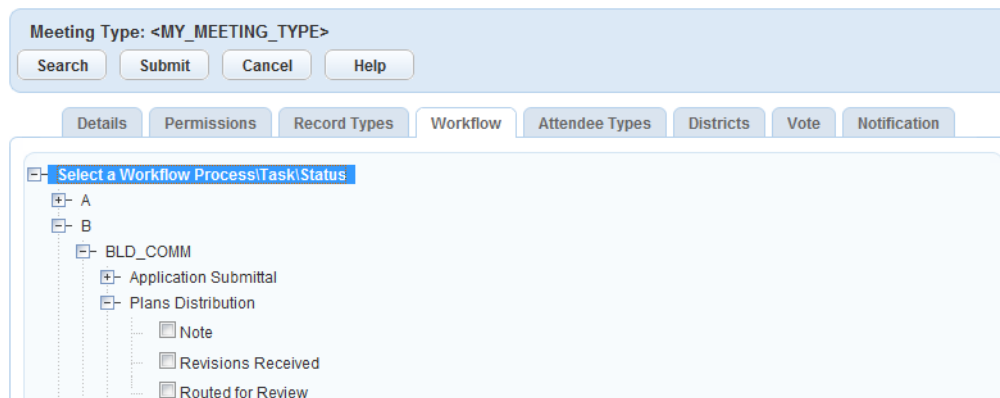 Meeting Type: <MY_MEETING_TYPE>
Search Submit Cancel Help
Details Permissions Record Types Workflow Attendee Types Districts Vote Notification
Select a Workflow Process\Task\Status
A
B
BLD_COMM
Application Submittal
Plans Distribution
Note
Revisions Received
Routed for Review